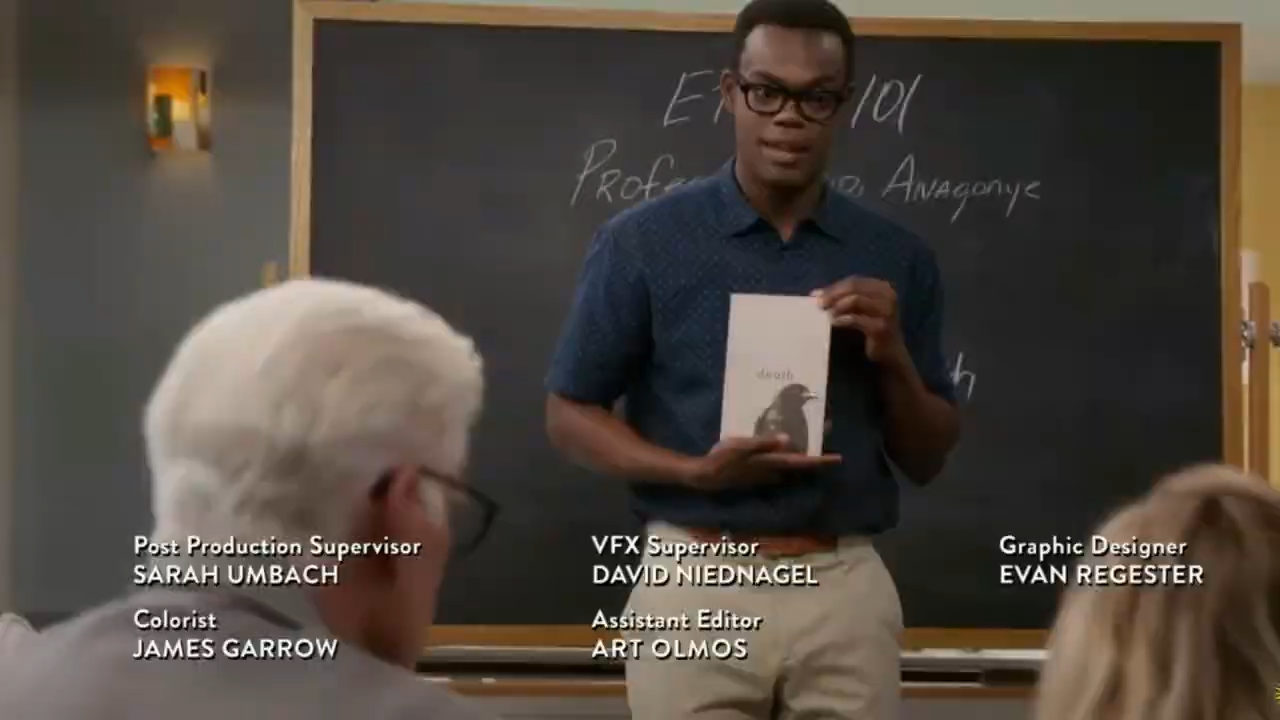 101
Anagonye
death
Post Production Supervisor
SARAH UMBACH
Colorist
JAMES GARROW
VFX Supervisor
DAVID NIEDNAGEL
Assistant Editor
ART OLMOS
Graphic Designer
EVAN REGESTER